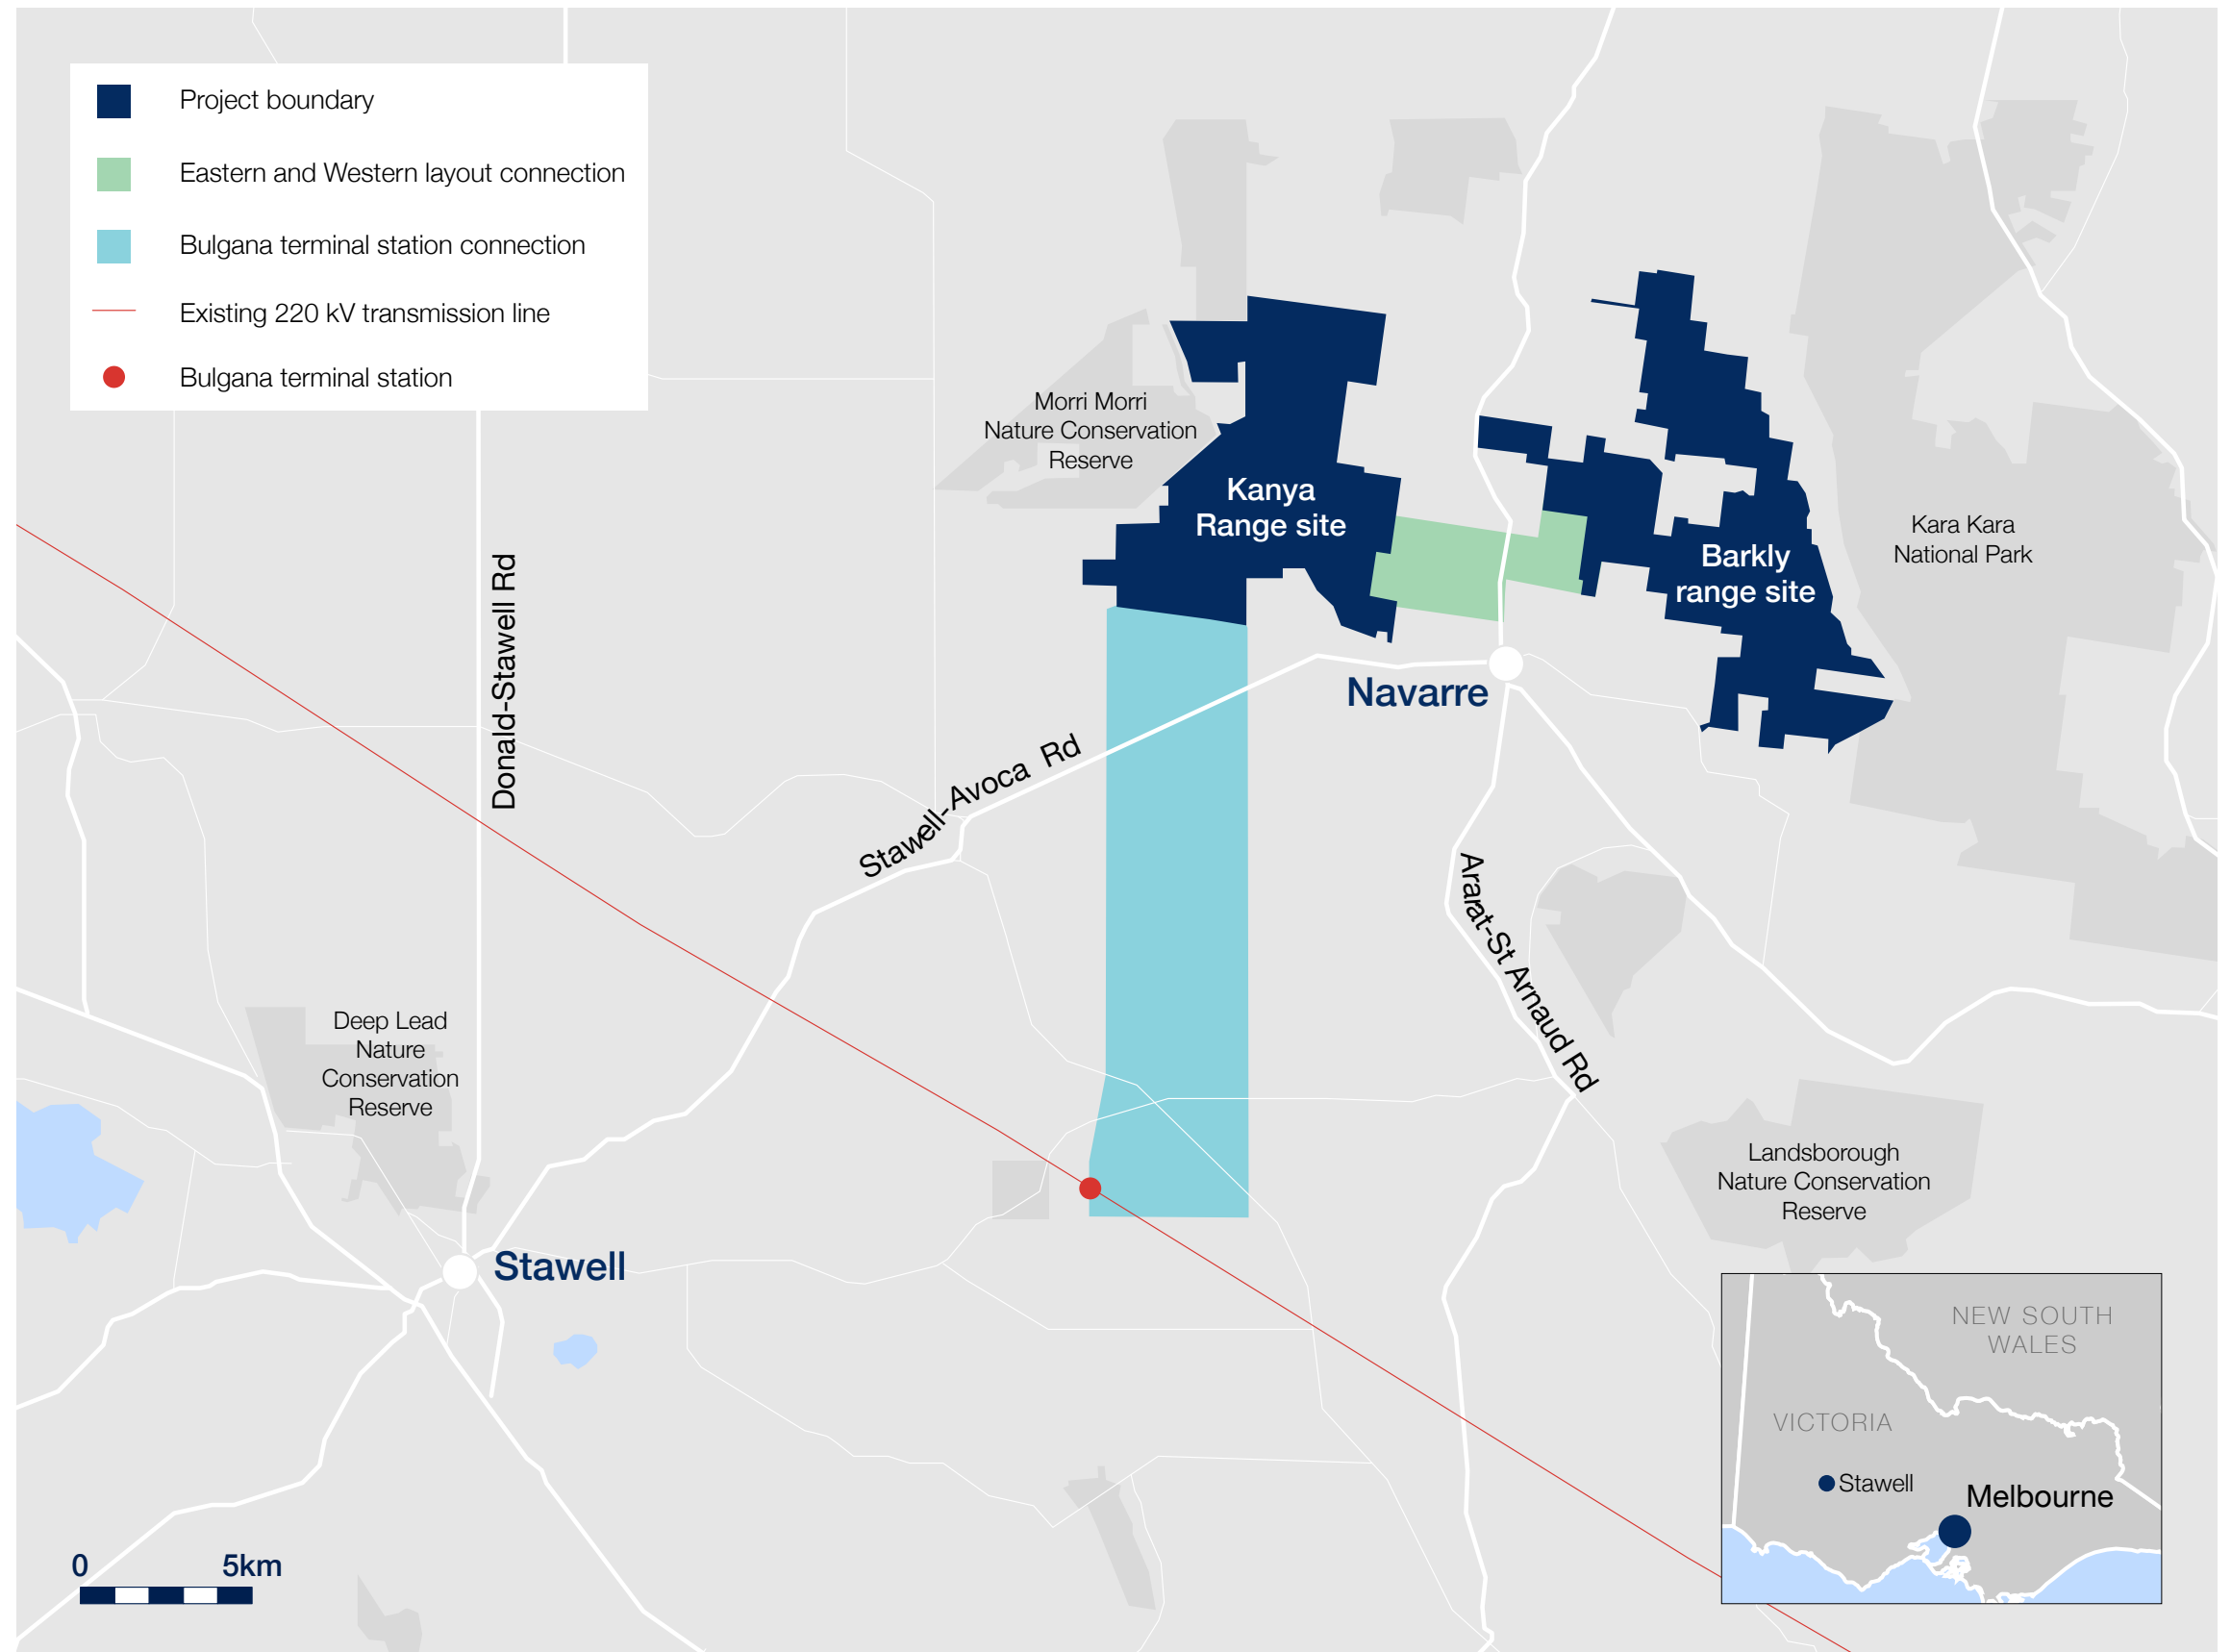 Project boundary
Eastern and Western layout connection
Bulgana terminal station connection
Existing 220 kV transmission line
Bulgana terminal station
Morri Morri
Nature Conservation
Reserve
Kanya
Range site
Barkly
range site
Kara Kara
National Park
Donald-Stawell Rd
Navarre
Stawell-Avoca Rd
Ararat-St Arnaud Rd
Deep Lead
Nature
Conservation
Reserve
Landsborough
Nature Conservation
Reserve
Stawell
NEW SOUTH
WALES
VICTORIA
Stawell
Melbourne
0 5km